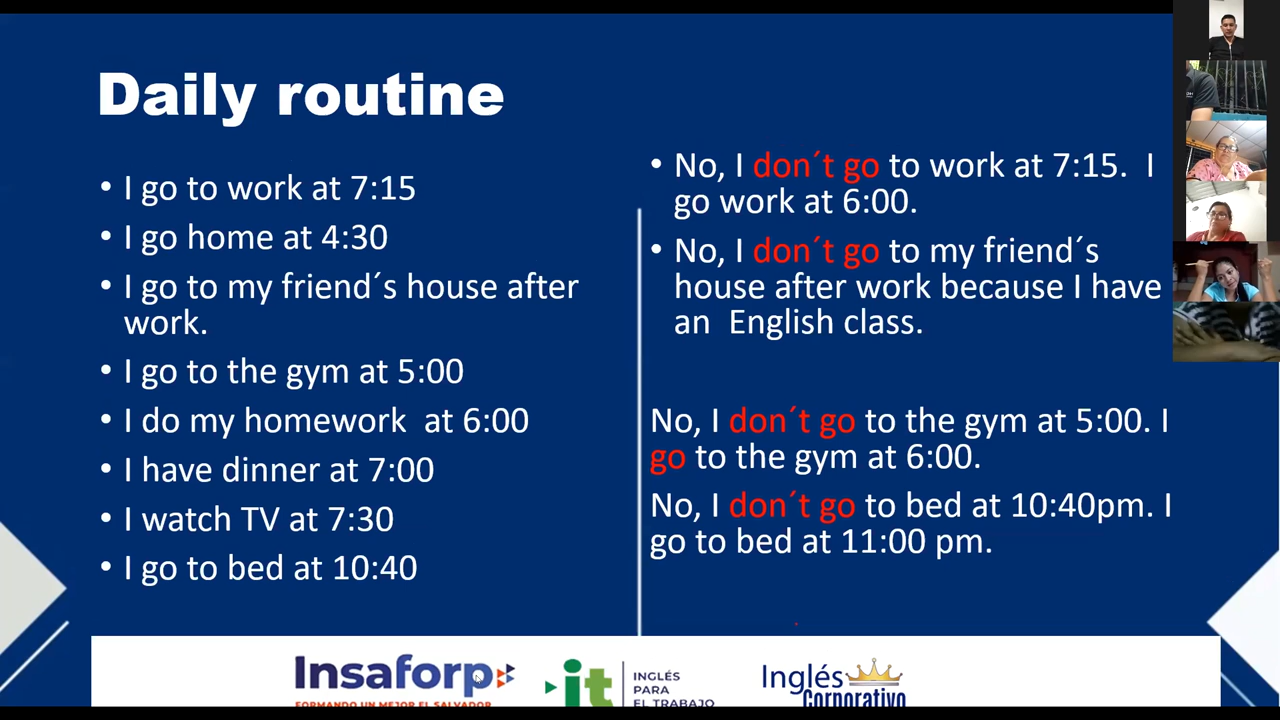 Daily routine
• I go to work at 7:15
• I go home at 4:30
• I go to my friend´s house after
work.
• I go to the gym at 5:00
• I do my homework  at 6:00
• I have dinner at 7:00
• I watch TV at 7:30
• I go to bed at 10:40
• No, I don´t go to work at 7:15.  I
go work at 6:00.
• No, I don´t go to my friend´s
house after work because I have
an  English class.
No, I don´t go to the gym at 5:00. I
go to the gym at 6:00.
No, I don´t go to bed at 10:40pm. I
go to bed at 11:00 pm.
Insaforp
FORMANDO UN MEJOR EL SALVADOR
it
INGLÉS
PARA
EL TRABAJO
Inglés
Corporativo